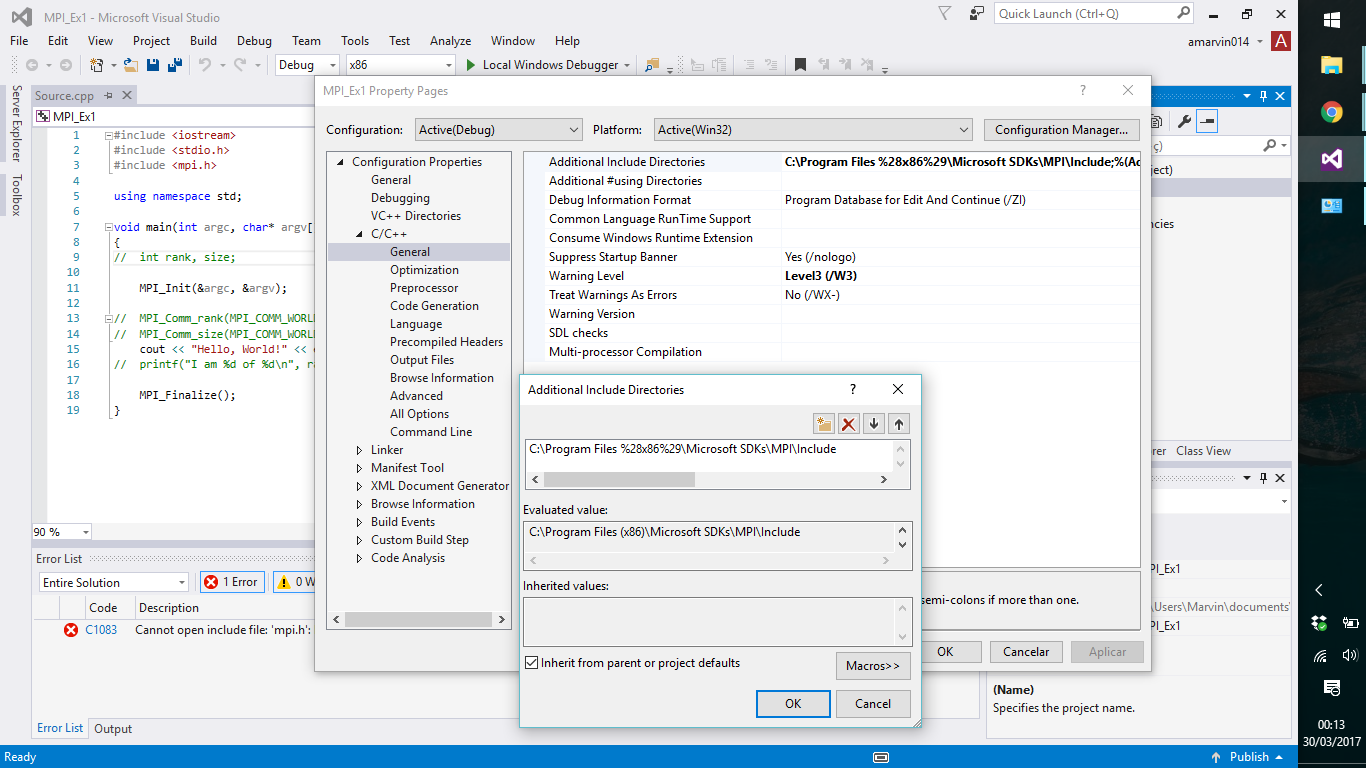 MPI_Ex1 - Microsoft Visual Studio
Quick Launch (Ctrl+Q)
File Edit View Project Build Debug Team Tools Test Analyze Window Help
amarvin014 A
Debug x86 Local Windows Debugger
Server Explorer
Toolbox
Source.cpp
MPI_Ex1
1 #include <iostream>
2 #include <stdio.h>
3 #include <mpi.h>
4
5 using namespace std;
6
7 void main(int argc, char* argv[
8 {
9 // int rank, size;
10
11 MPI_Init(&argc, &argv);
12
13 // MPI_Comm_rank(MPI_COMM_WORL
14 // MPI_Comm_size(MPI_COMM_WORL
15 cout << "Hello, World!" <<
16 // printf("I am %d of %d\n", ra
17
18 MPI_Finalize();
19 }
90 %
Error List
Entire Solution 1 Error 0 W
Code Description
C1083 Cannot open include file: 'mpi.h':
Error List Output
Ready
Publish
MPI_Ex1 Property Pages
Configuration: Active(Debug) Platform: Active(Win32) Configuration Manager...
Configuration Properties
General
Debugging
VC++ Directories
C/C++
General
Optimization
Preprocessor
Code Generation
Language
Precompiled Headers
Output Files
Browse Information
Advanced
All Options
Command Line
Linker
Manifest Tool
XML Document Generator
Browse Information
Build Events
Custom Build Step
Code Analysis
Additional Include Directories C:\Program Files %28x86%29\Microsoft SDKs\MPI\Include;%(Ad
Additional #using Directories
Debug Information Format Program Database for Edit And Continue (/ZI)
Common Language RunTime Support
Consume Windows Runtime Extension
Suppress Startup Banner Yes (/nologo)
Warning Level Level3 (/W3)
Treat Warnings As Errors No (/WX-)
Warning Version
SDL checks
Multi-processor Compilation
semi-colons if more than one.
OK Cancelar Aplicar
Additional Include Directories
C:\Program Files %28x86%29\Microsoft SDKs\MPI\Include
Evaluated value:
C:\Program Files (x86)\Microsoft SDKs\MPI\Include
Inherited values:
Inherit from parent or project defaults
Macros>>
OK Cancel
ç)
ject)
ncies
rer Class View
PI_Ex1
\Users\Marvin\documents\
PI_Ex1
(Name)
Specifies the project name.
00:13
30/03/2017